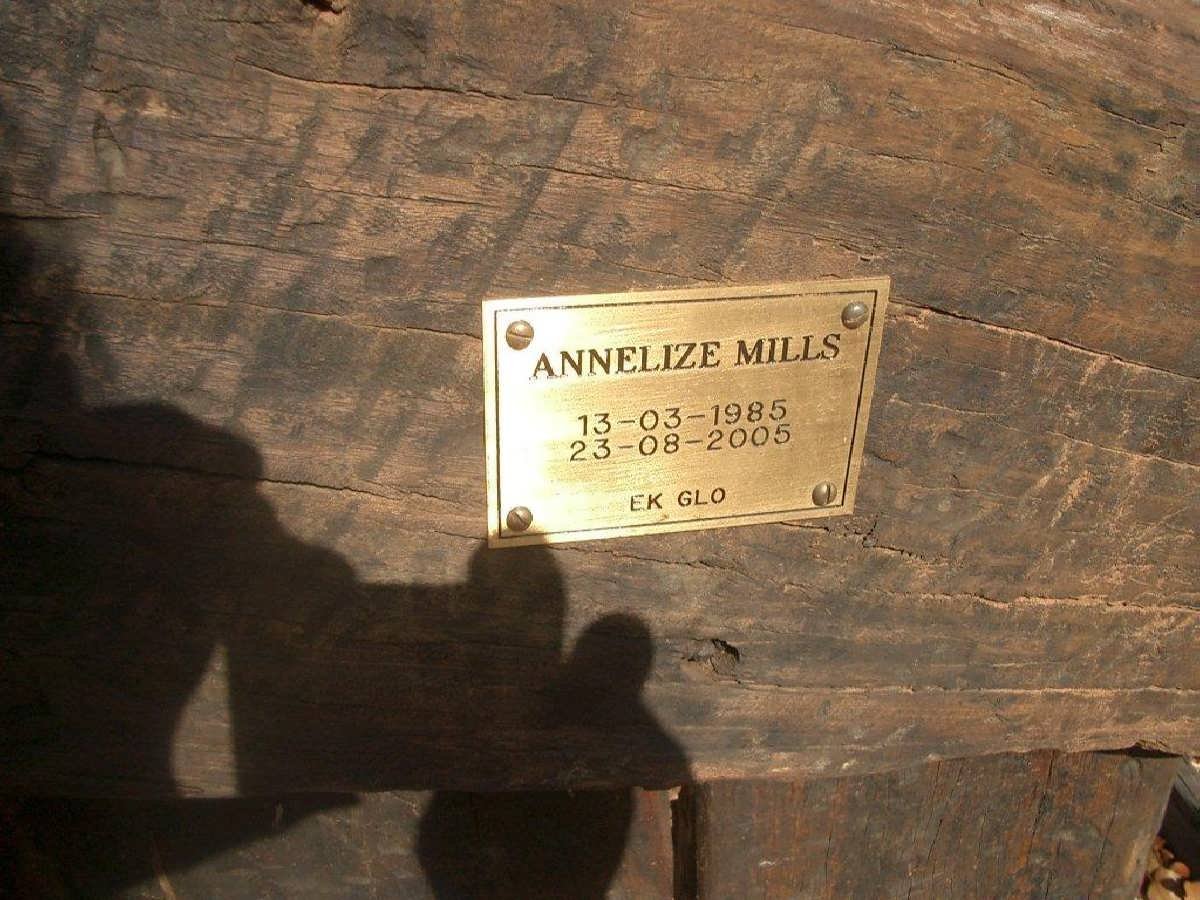 ANNELIZE MILLS
13-03-1985
23-08-2005
EK GLO